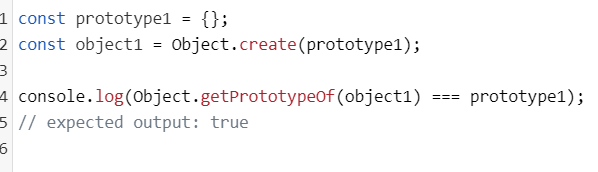 1 const prototype1 = {};
2 const object1 = Object.create(prototype1);
3
4 console.log(Object.getPrototypeOf(object1) === prototype1);
5 // expected output: true
6